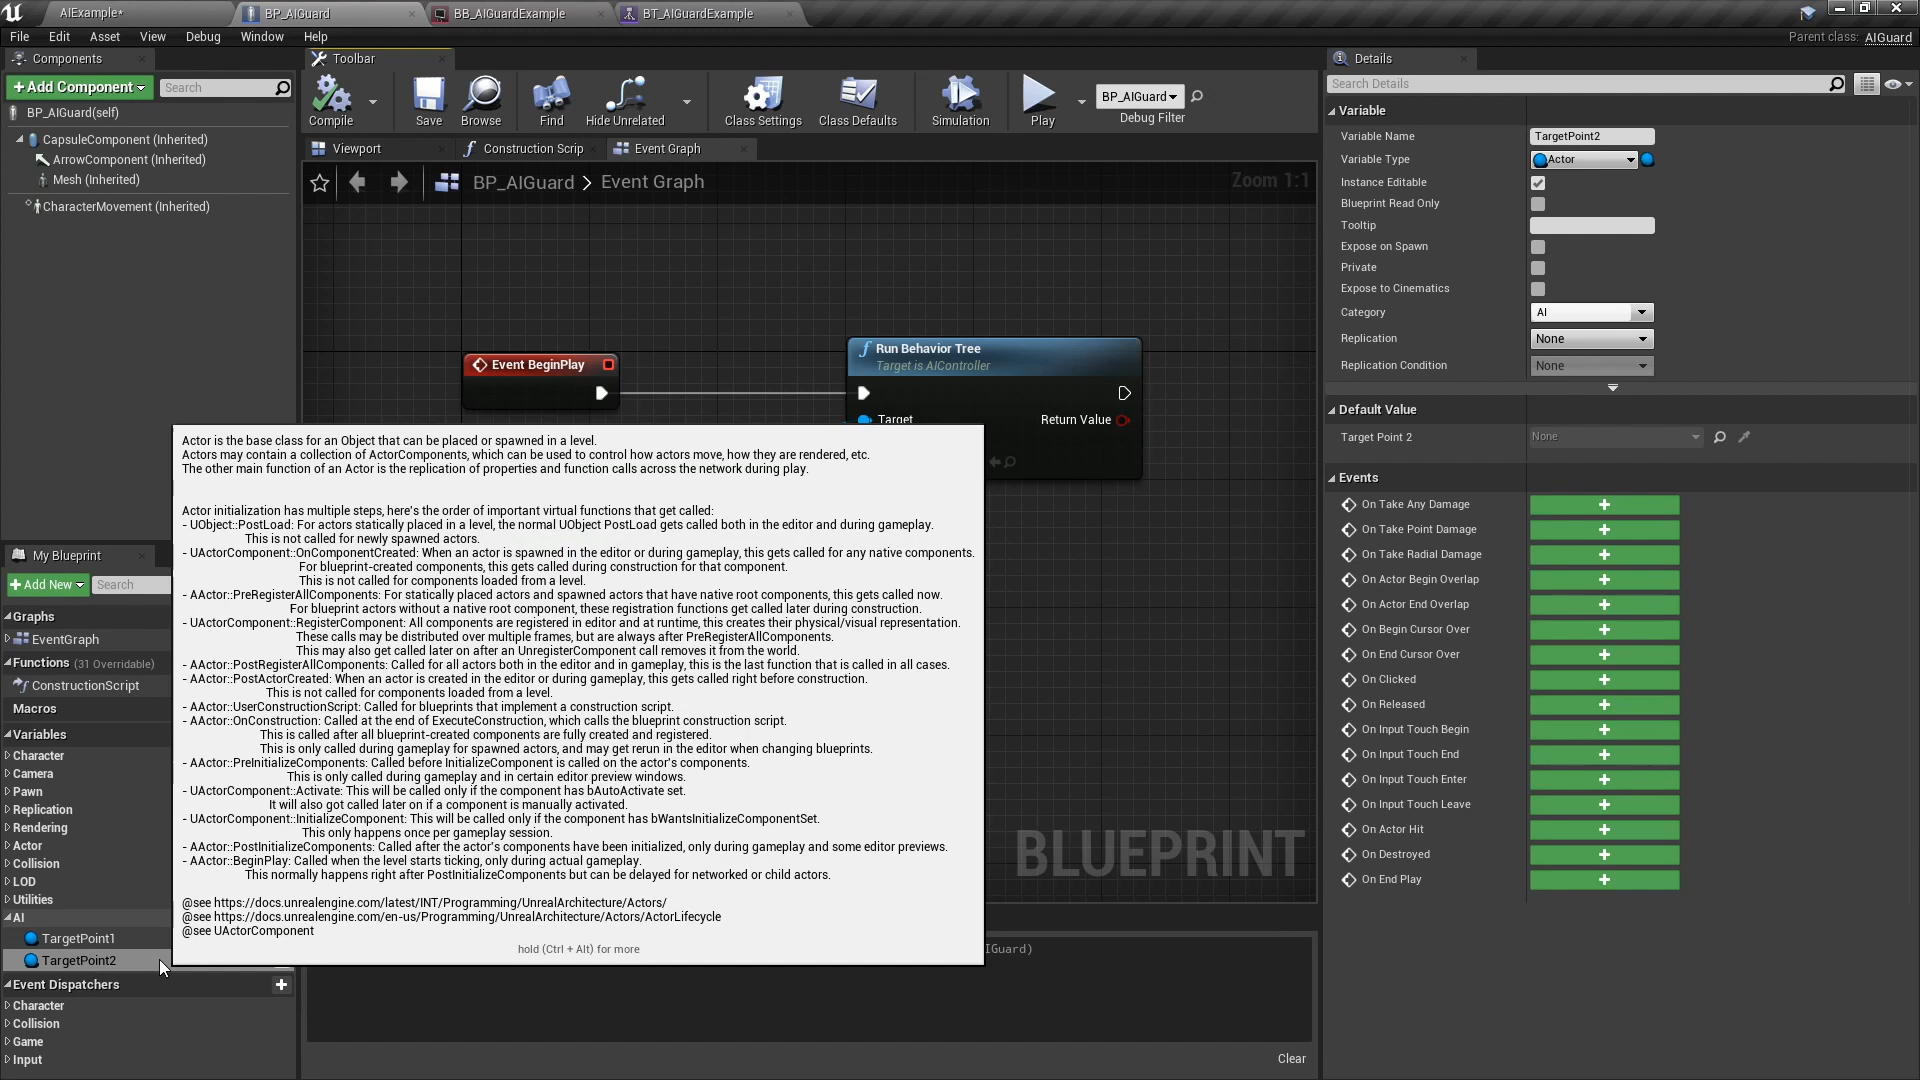 AIExample*
BP_AIGuard
BB_AIGuardExample
BT_AIGuardExample
File Edit Asset View Debug Window Help
Parent class: AIGuard
Components
+Add Component
Search
BP_AIGuard(self)
CapsuleComponent (Inherited)
ArrowComponent (Inherited)
Mesh (Inherited)
CharacterMovement (Inherited)
Toolbar
Compile
Save
Browse
Find
Hide Unrelated
Class Settings
Class Defaults
Simulation
Play
BP_AIGuard
Debug Filter
Viewport
Construction Scrip
Event Graph
BP_AIGuard > Event Graph
Zoom 1:1
Event BeginPlay
Run Behavior Tree
Target is AIController
Target
Return Value
Actor is the base class for an Object that can be placed or spawned in a level.
Actors may contain a collection of ActorComponents, which can be used to control how actors move, how they are rendered, etc.
The other main function of an Actor is the replication of properties and function calls across the network during play.
Actor initialization has multiple steps, here's the order of important virtual functions that get called:
- UObject::PostLoad: For actors statically placed in a level, the normal UObject PostLoad gets called both in the editor and during gameplay.
This is not called for newly spawned actors.
- UActorComponent::OnComponentCreated: When an actor is spawned in the editor or during gameplay, this gets called for any native components.
For blueprint-created components, this gets called during construction for that component.
This is not called for components loaded from a level.
- AActor::PreRegisterAllComponents: For statically placed actors and spawned actors that have native root components, this gets called now.
For blueprint actors without a native root component, these registration functions get called later during construction.
- UActorComponent::RegisterComponent: All components are registered in editor and at runtime, this creates their physical/visual representation.
These calls may be distributed over multiple frames, but are always after PreRegisterAllComponents.
This may also get called later on after an UnregisterComponent call removes it from the world.
- AActor::PostRegisterAllComponents: Called for all actors both in the editor and in gameplay, this is the last function that is called in all cases.
- AActor::PostActorCreated: When an actor is created in the editor or during gameplay, this gets called right before construction.
This is not called for components loaded from a level.
- AActor::UserConstructionScript: Called for blueprints that implement a construction script.
- AActor::OnConstruction: Called at the end of ExecuteConstruction, which calls the blueprint construction script.
This is called after all blueprint-created components are fully created and registered.
This is only called during gameplay for spawned actors, and may get rerun in the editor when changing blueprints.
- AActor::PreInitializeComponents: Called before InitializeComponent is called on the actor's components.
This is only called during gameplay and in certain editor preview windows.
- UActorComponent::Activate: This will be called only if the component has bAutoActivate set.
It will also got called later on if a component is manually activated.
- UActorComponent::InitializeComponent: This will be called only if the component has bWantsInitializeComponentSet.
This only happens once per gameplay session.
- AActor::PostInitializeComponents: Called after the actor's components have been initialized, only during gameplay and some editor previews.
- AActor::BeginPlay: Called when the level starts ticking, only during actual gameplay.
This normally happens right after PostInitializeComponents but can be delayed for networked or child actors.
@see https://docs.unrealengine.com/latest/INT/Programming/UnrealArchitecture/Actors/
@see https://docs.unrealengine.com/en-us/Programming/UnrealArchitecture/Actors/ActorLifecycle
@see UActorComponent
hold (Ctrl + Alt) for more
IGuard)
BLUEPRINT
Clear
My Blueprint
+Add New
Search
Graphs
EventGraph
Functions (31 Overridable)
ConstructionScript
Macros
Variables
Character
Camera
Pawn
Replication
Rendering
Actor
Collision
LOD
Utilities
AI
TargetPoint1
TargetPoint2
Event Dispatchers
Character
Collision
Game
Input
Details
Search Details
Variable
Variable Name TargetPoint2
Variable Type Actor
Instance Editable
Blueprint Read Only
Tooltip
Expose on Spawn
Private
Expose to Cinematics
Category AI
Replication None
Replication Condition None
Default Value
Target Point 2 None
Events
On Take Any Damage
On Take Point Damage
On Take Radial Damage
On Actor Begin Overlap
On Actor End Overlap
On Begin Cursor Over
On End Cursor Over
On Clicked
On Released
On Input Touch Begin
On Input Touch End
On Input Touch Enter
On Input Touch Leave
On Actor Hit
On Destroyed
On End Play